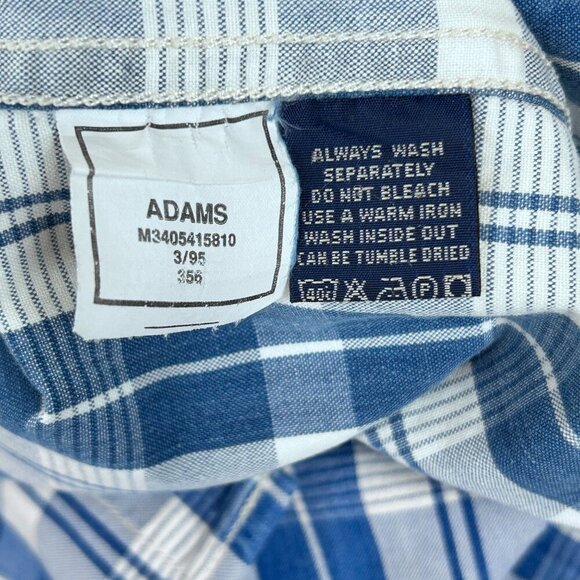 ADAMS
M3405415810
3/95
356
ALWAYS WASH
SEPARATELY
DO NOT BLEACH
USE A WARM IRON
WASH INSIDE OUT
CAN BE TUMBLE DRIED
40° P